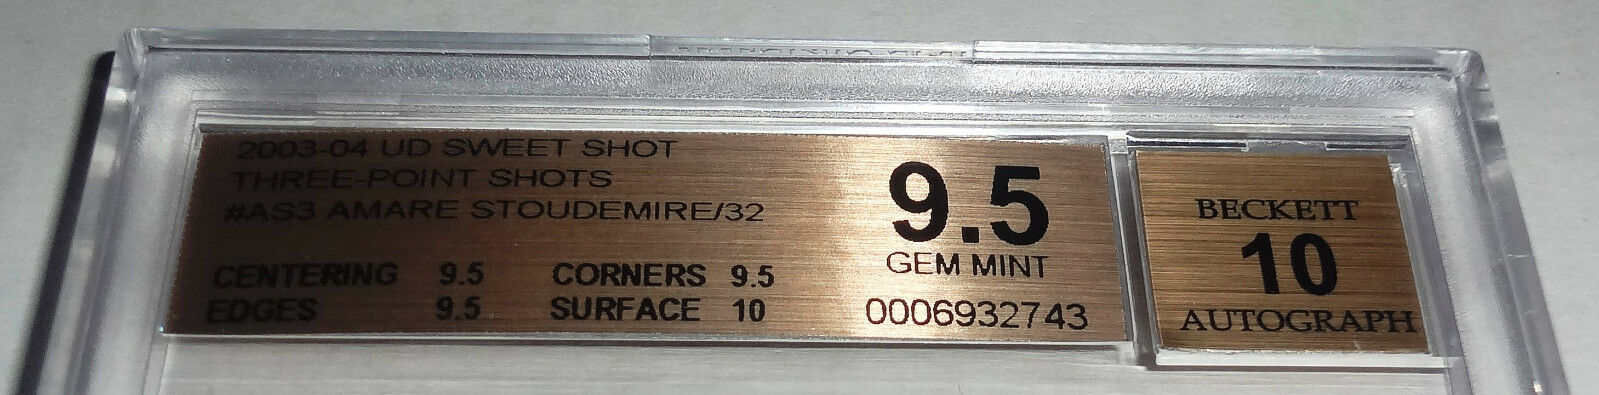 2003-04 UD SWEET SHOT
THREE-POINT SHOTS
#AS3 AMARE STOUDEMIRE/32
CENTERING 9.5 CORNERS 9.5
EDGES 9.5 SURFACE 10
9.5
GEM MINT
0006932743
BECKETT
10
AUTOGRAPH